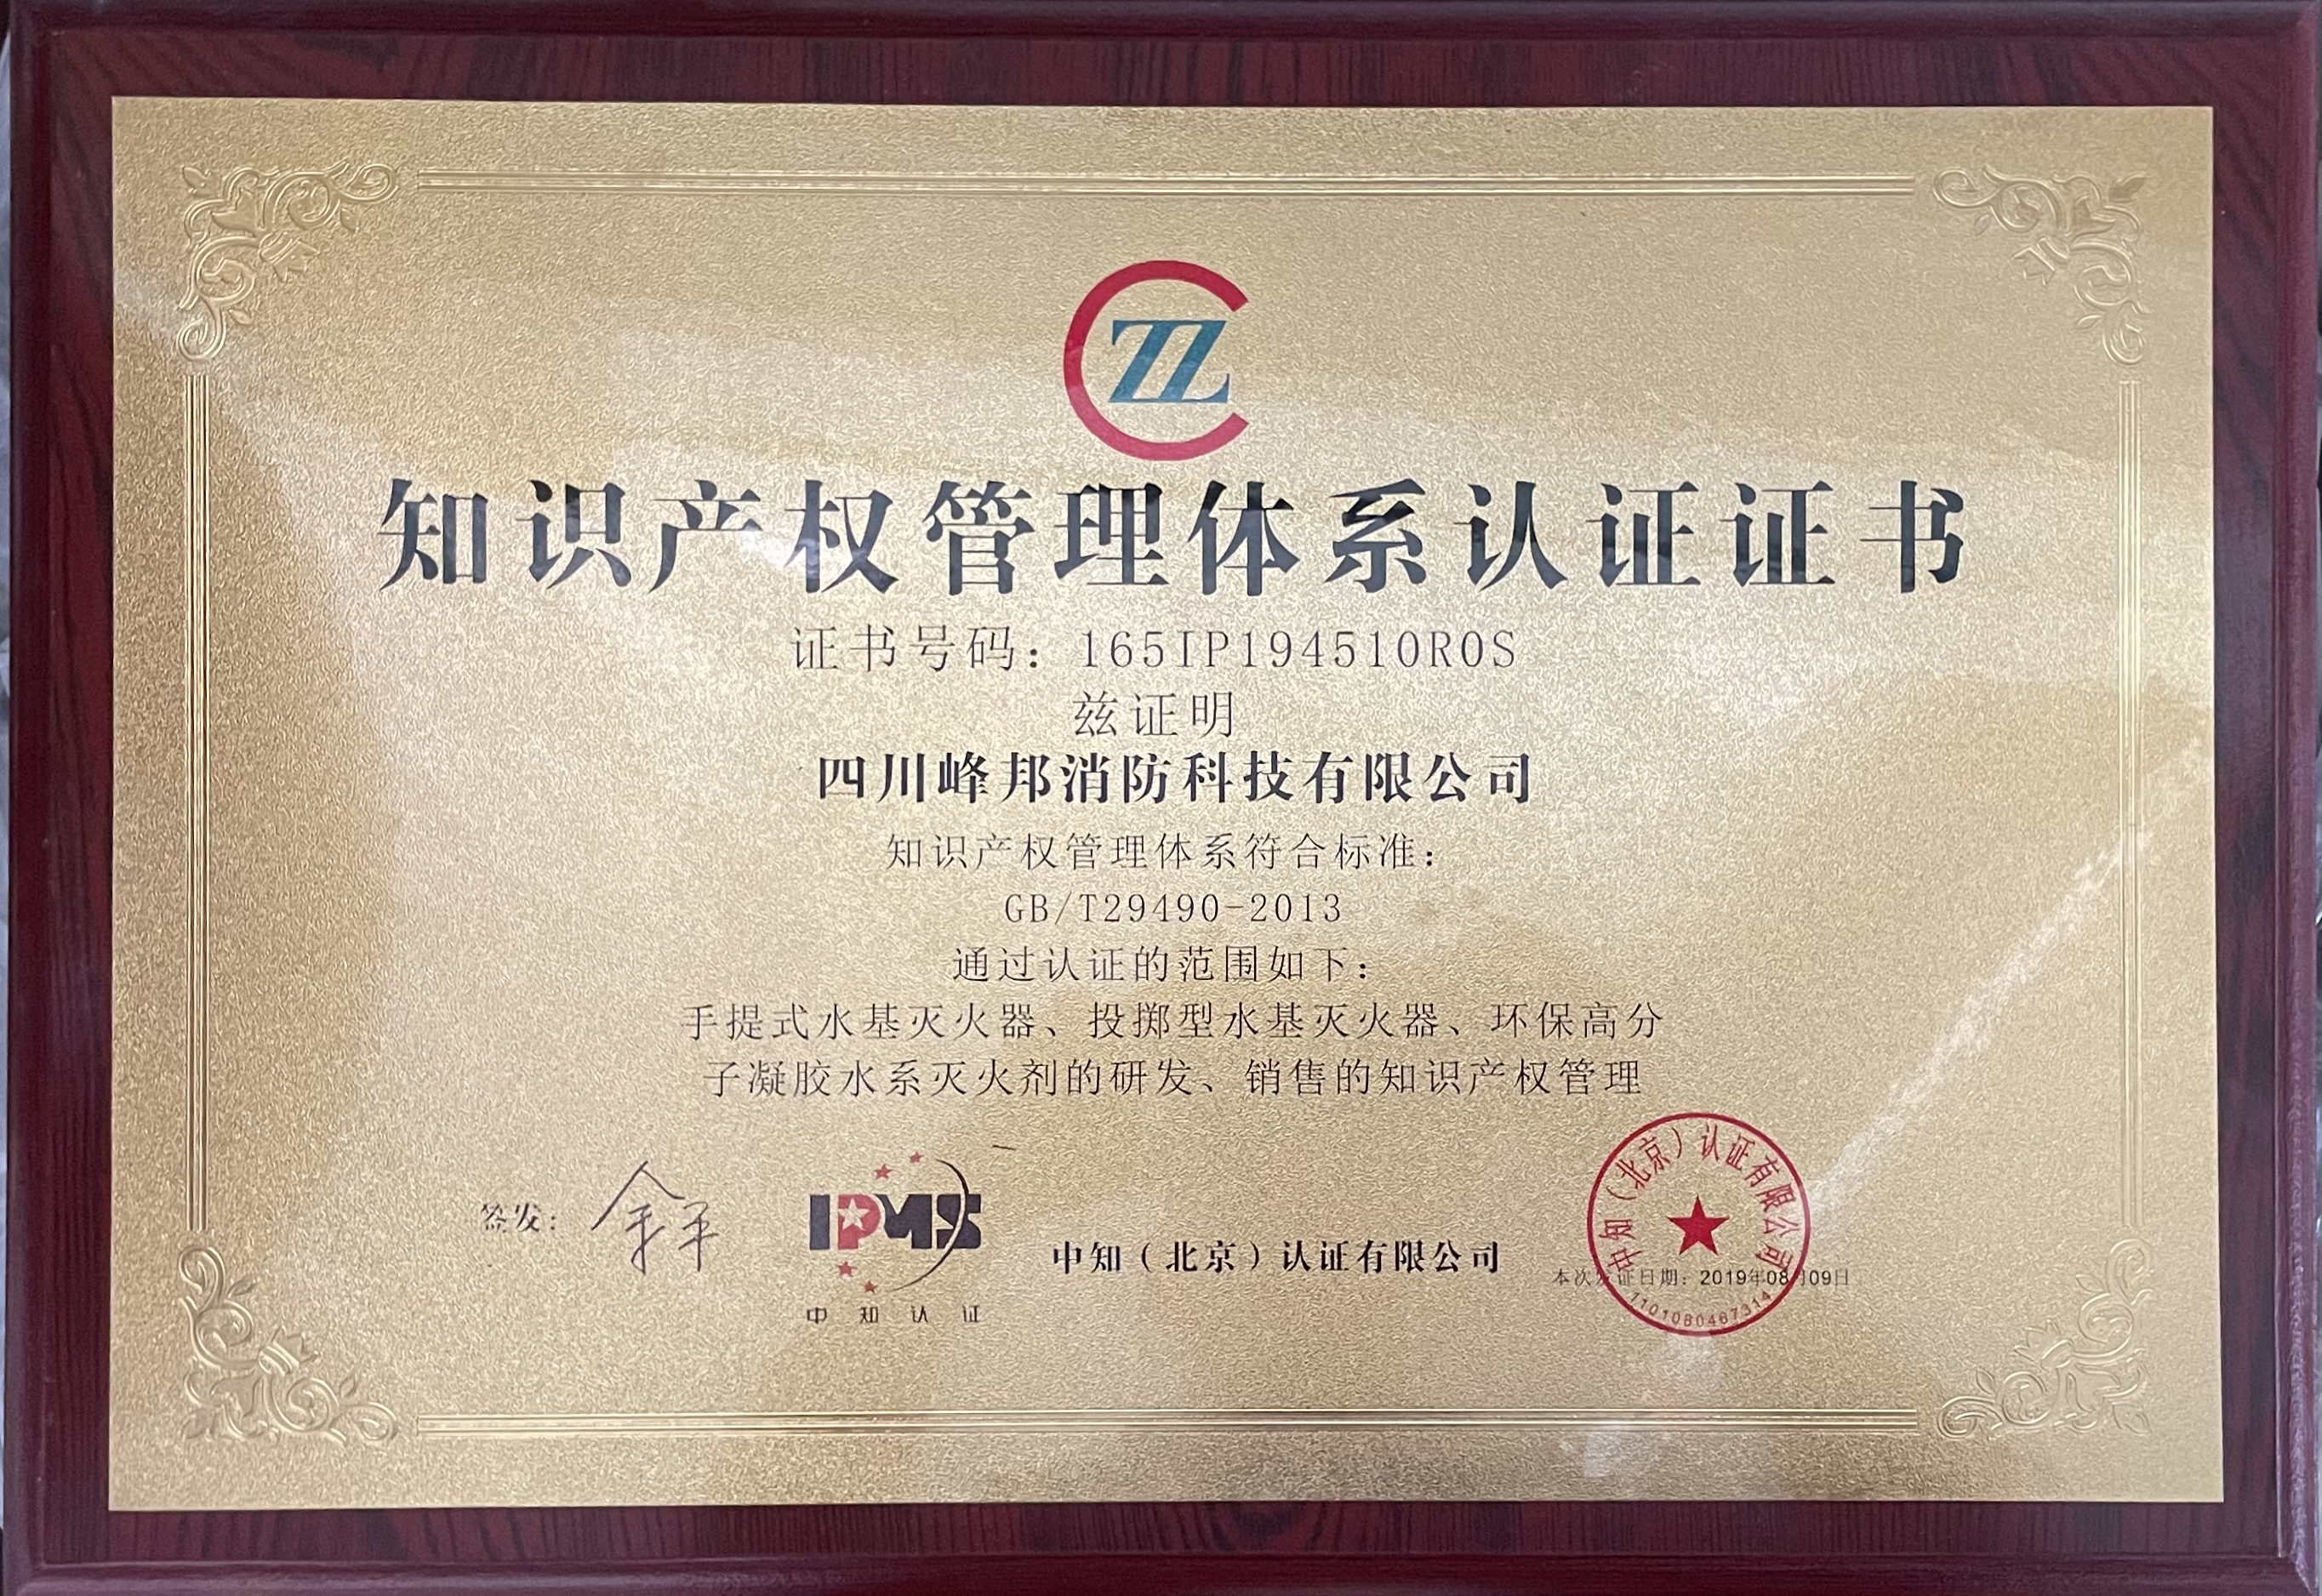 ZZ
知识产权管理体系认证证书
证书号码：165IP194510R0S
兹证明
四川峰邦消防科技有限公司
知识产权管理体系符合标准：
GB/T29490-2013
通过认证的范围如下：
手提式水基灭火器、投掷型水基灭火器、环保高分
子凝胶水系灭火剂的研发、销售的知识产权管理
签发：
IPMS
中知认证
中知（北京）认证有限公司
中知（北京）认证有限公司
本次发证日期：2019年08月09日